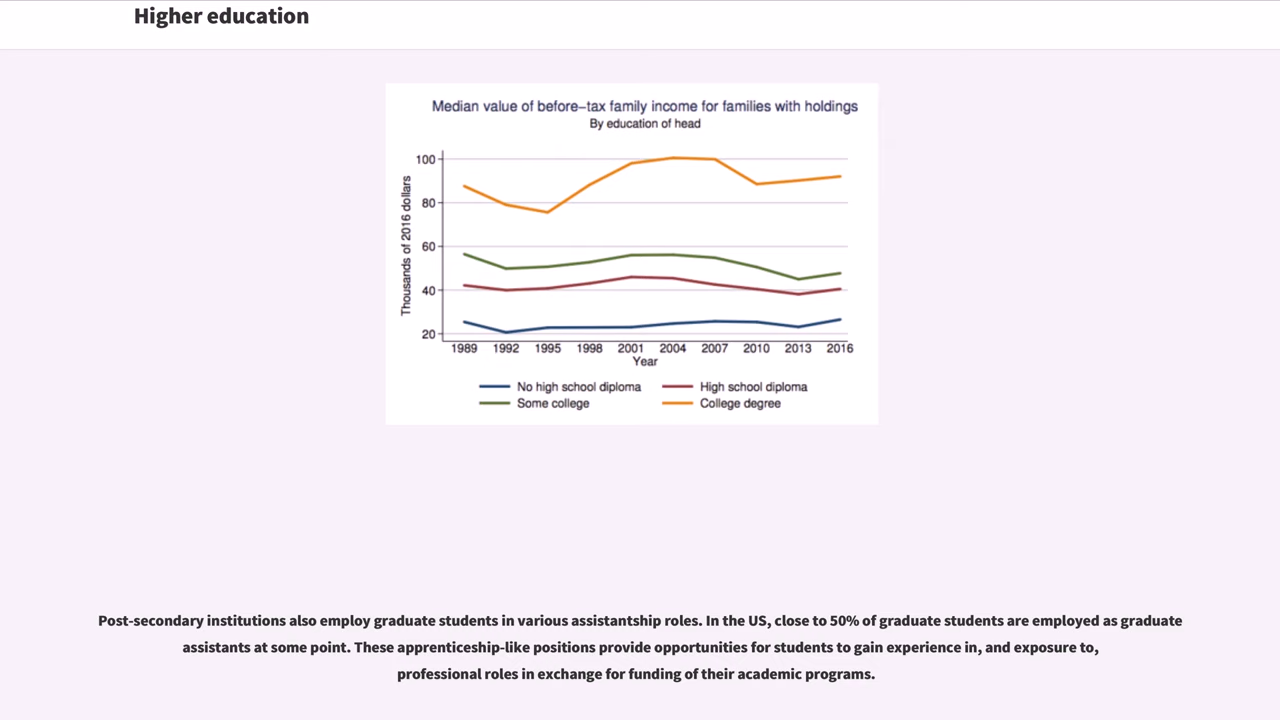 Higher education
Median value of before-tax family income for families with holdings
By education of head
Thousands of 2016 dollars
100
80
60
40
20
1989 1992 1995 1998 2001 2004 2007 2010 2013 2016
Year
No high school diploma High school diploma
Some college College degree
Post-secondary institutions also employ graduate students in various assistantship roles. In the US, close to 50% of graduate students are employed as graduate
assistants at some point. These apprenticeship-like positions provide opportunities for students to gain experience in, and exposure to,
professional roles in exchange for funding of their academic programs.